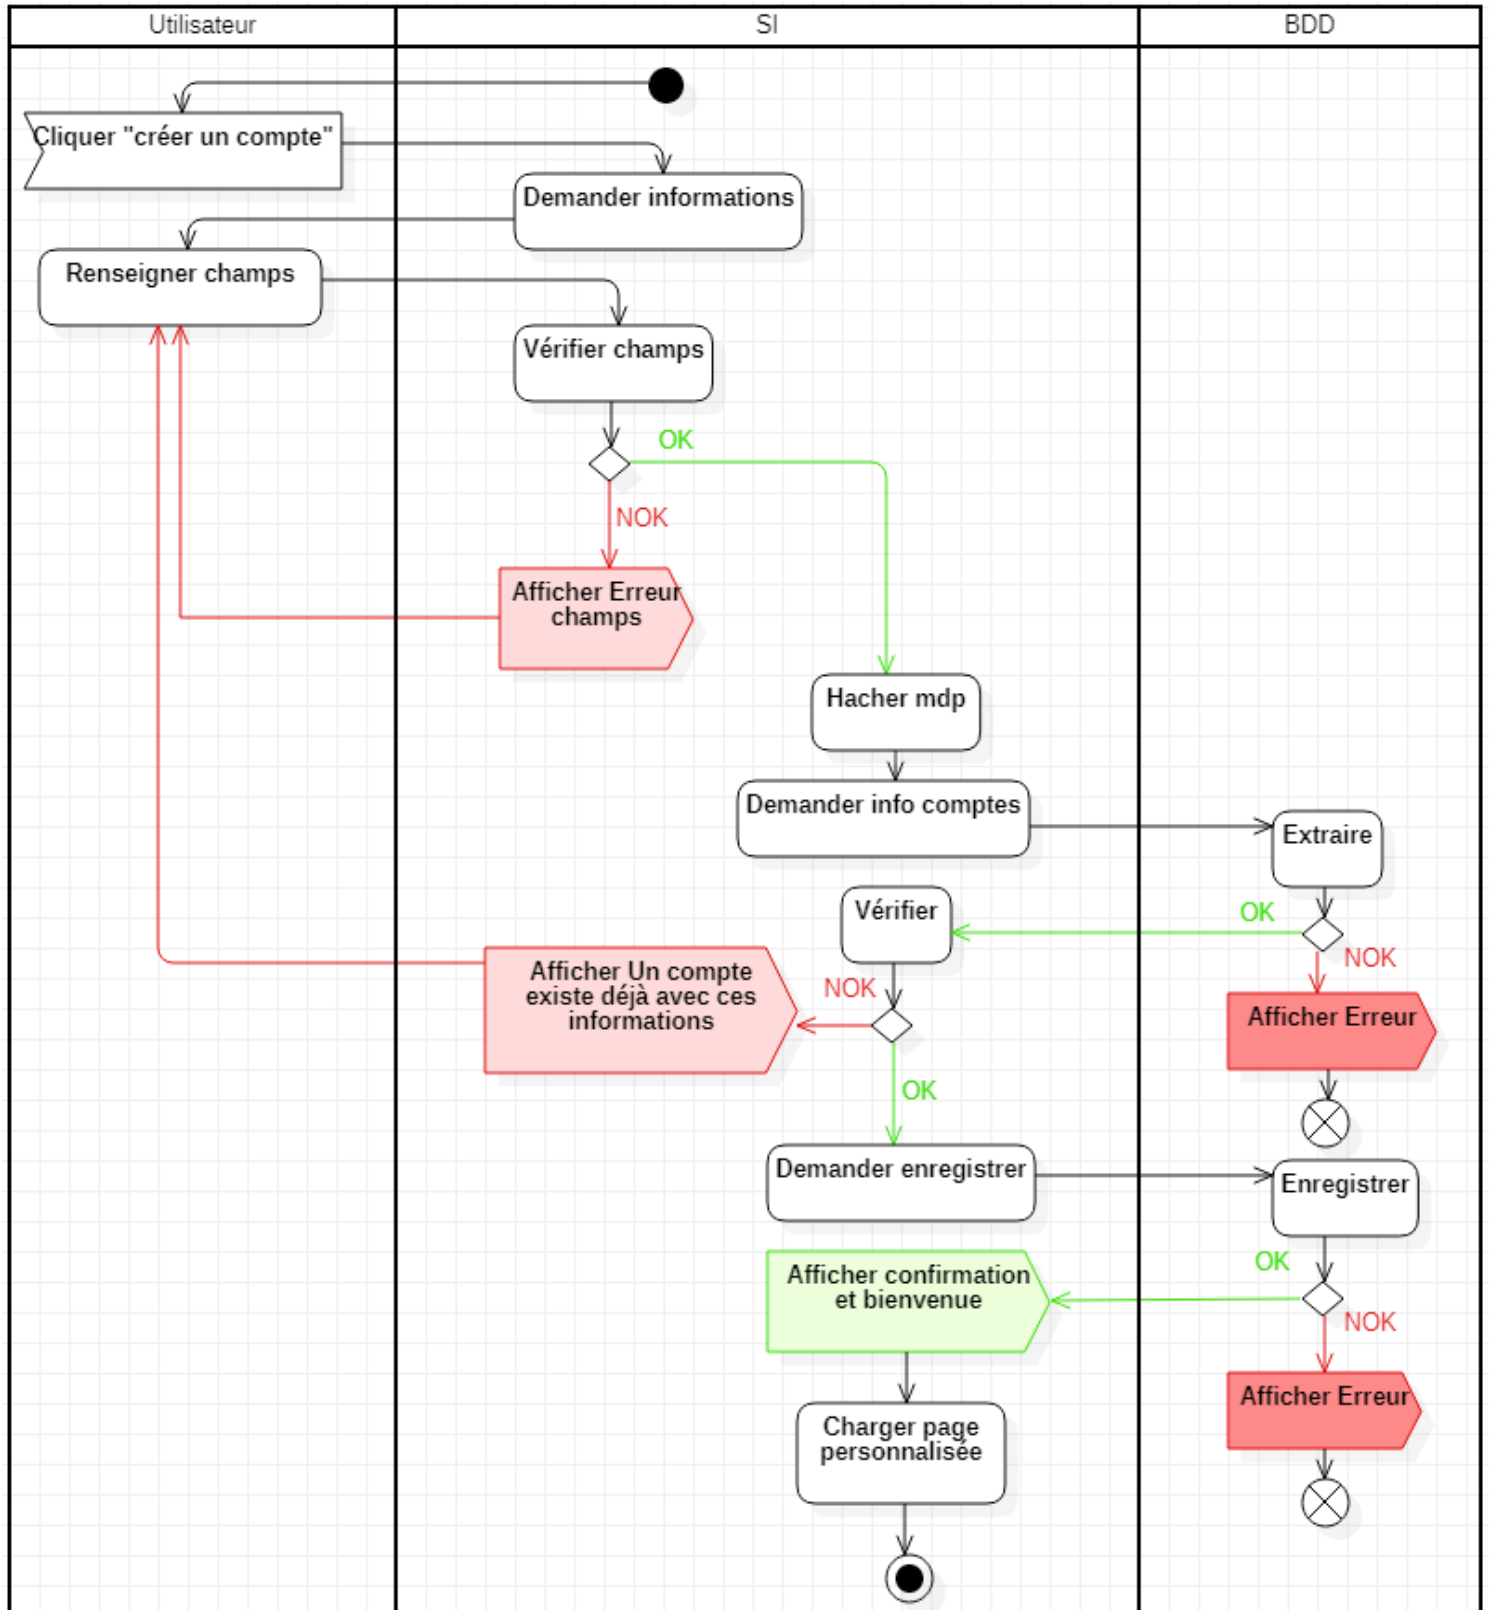 Utilisateur
SI
BDD
Cliquer "créer un compte"
Demander informations
Renseigner champs
Vérifier champs
OK
NOK
Afficher Erreur
champs
Hacher mdp
Demander info comptes
Extraire
Vérifier
OK
NOK
Afficher Un compte
existe déjà avec ces
informations
NOK
Afficher Erreur
OK
Demander enregistrer
Enregistrer
OK
Afficher confirmation
et bienvenue
NOK
Afficher Erreur
Charger page
personnalisée